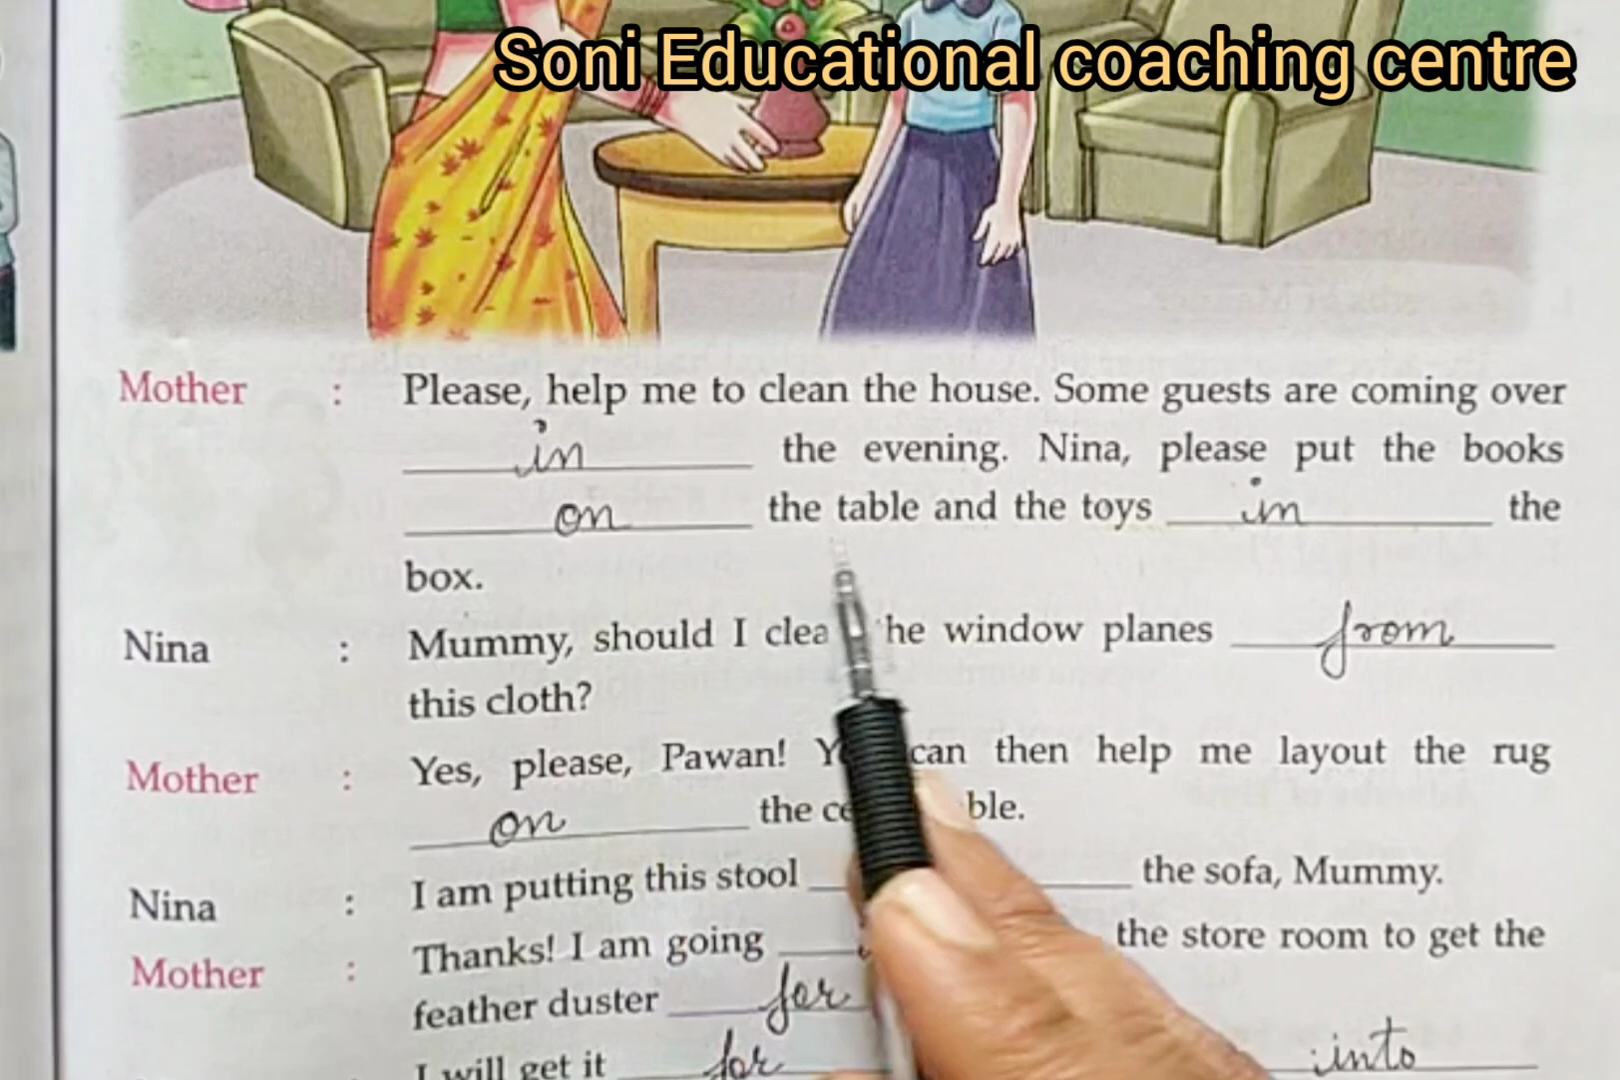 Soni Educational coaching centre
Mother : Please, help me to clean the house. Some guests are coming over
in the evening. Nina, please put the books
on the table and the toys in the
box.
Nina : Mummy, should I clea he window planes from
this cloth?
Mother : Yes, please, Pawan! Y can then help me layout the rug
on the ce ble.
Nina : I am putting this stool the sofa, Mummy.
Mother : Thanks! I am going the store room to get the
feather duster for
I will get it for into